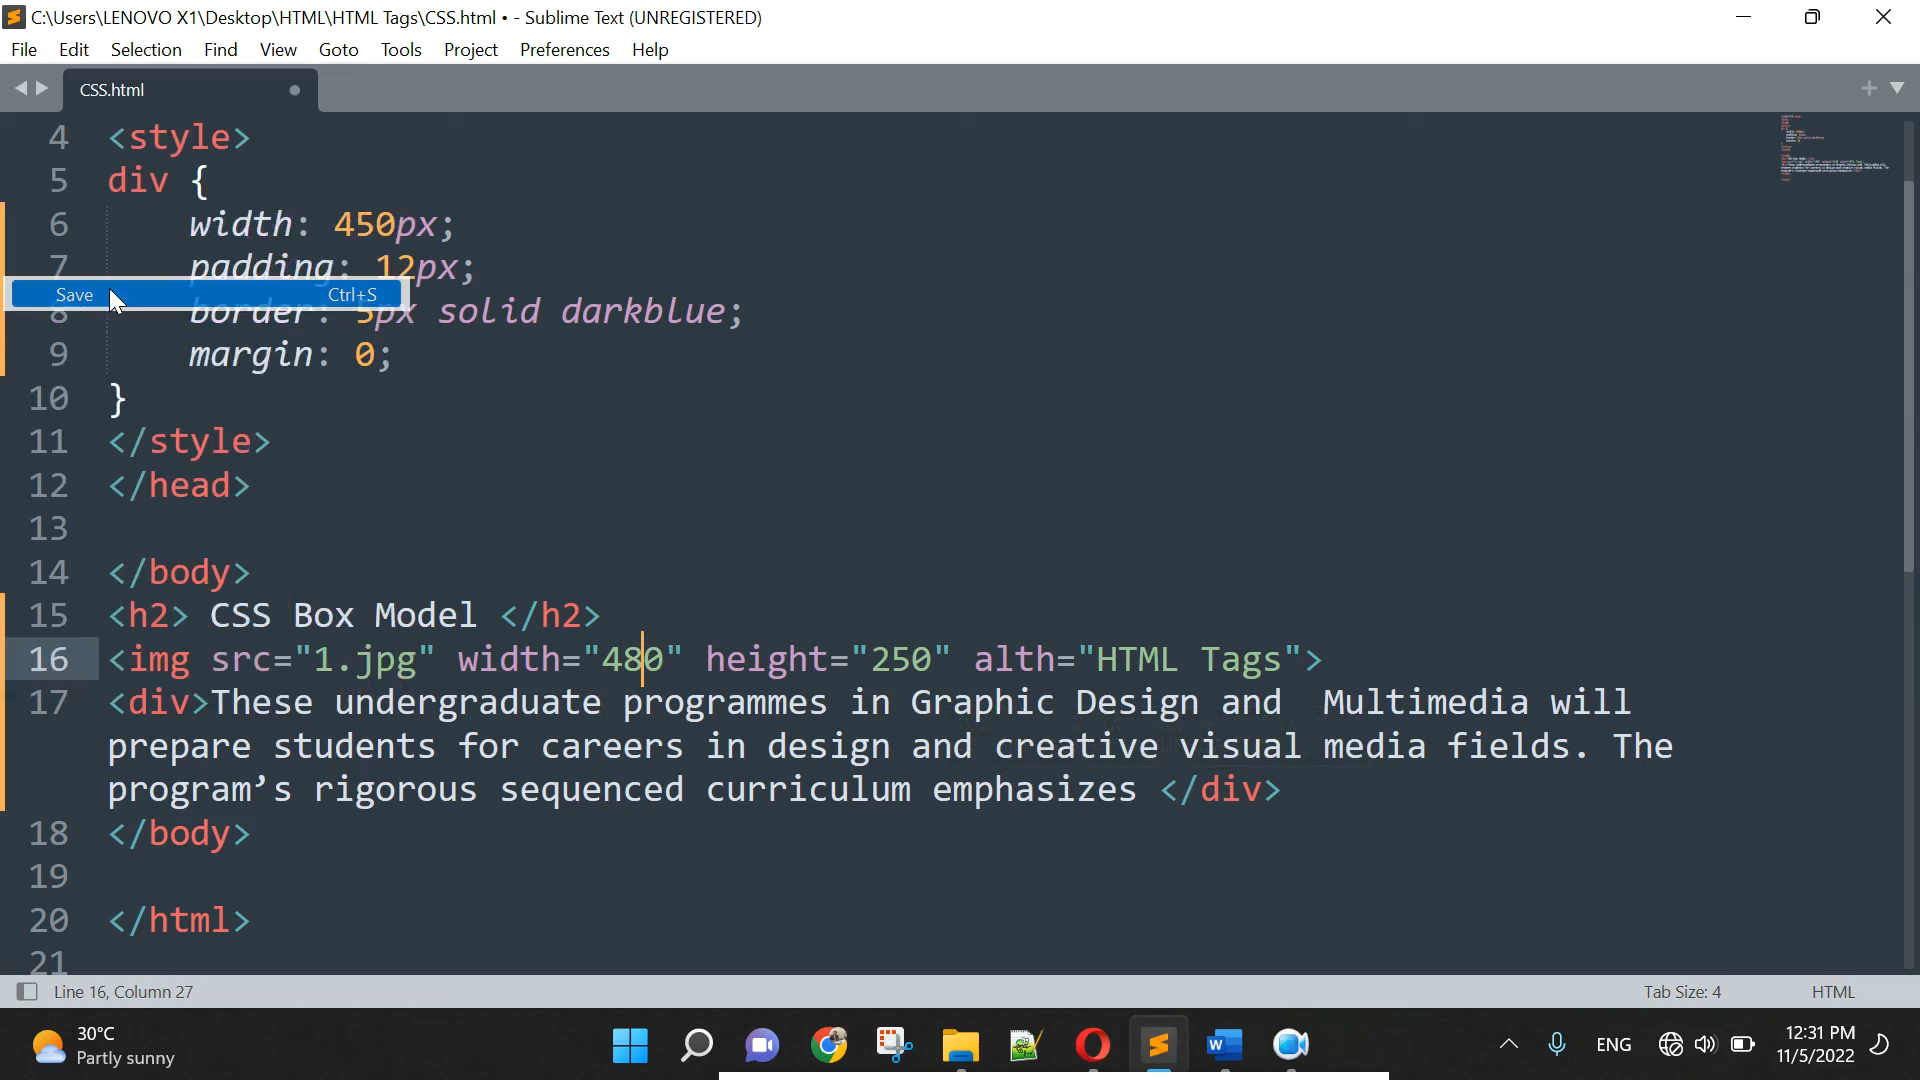 C:\Users\LENOVO X1\Desktop\HTML\HTML Tags\CSS.html • - Sublime Text (UNREGISTERED)
File Edit Selection Find View Goto Tools Project Preferences Help
CSS.html
4 <style>
5 div {
6 width: 450px;
7 padding: 12px;
Save Ctrl+S
8 border: 5px solid darkblue;
9 margin: 0;
10 }
11 </style>
12 </head>
13
14 </body>
15 <h2> CSS Box Model </h2>
16 <img src="1.jpg" width="480" height="250" alth="HTML Tags">
17 <div>These undergraduate programmes in Graphic Design and  Multimedia will
prepare students for careers in design and creative visual media fields. The
program’s rigorous sequenced curriculum emphasizes </div>
18 </body>
19
20 </html>
21
Line 16, Column 27 Tab Size: 4 HTML
30°C
Partly sunny
ENG
12:31 PM
11/5/2022